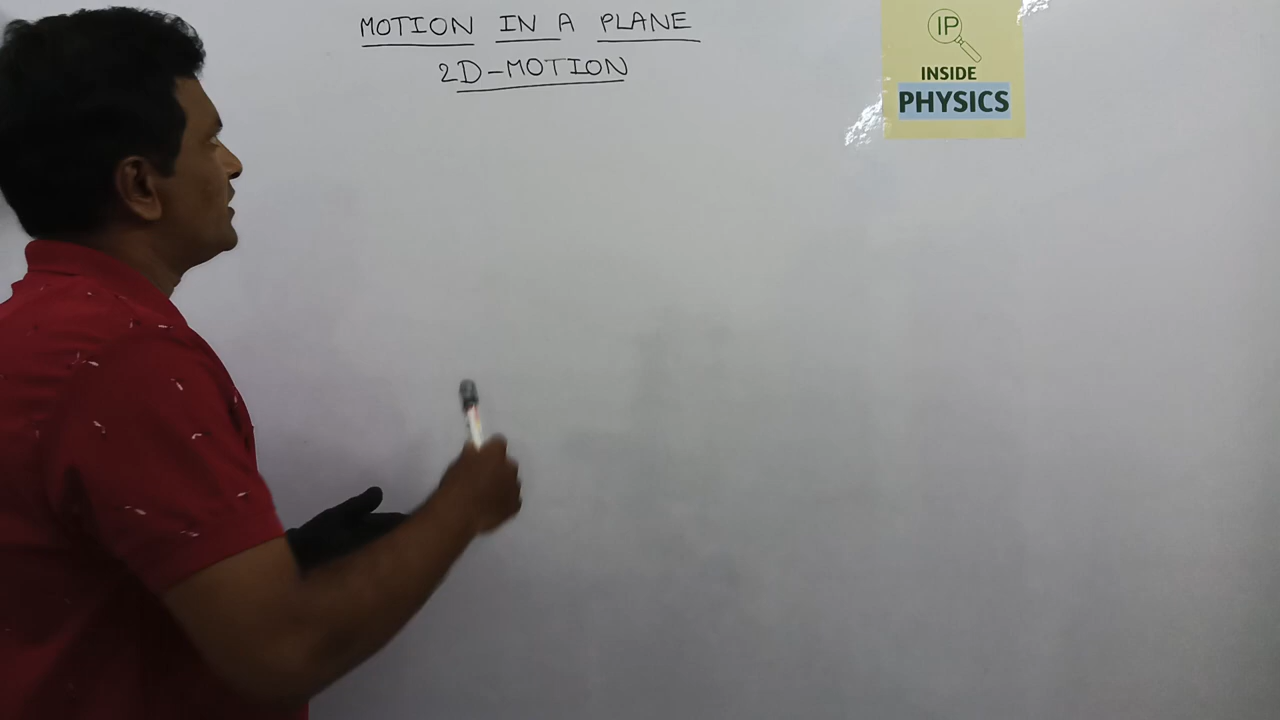 MOTION IN A PLANE
2D-MOTION
IP
INSIDE
PHYSICS